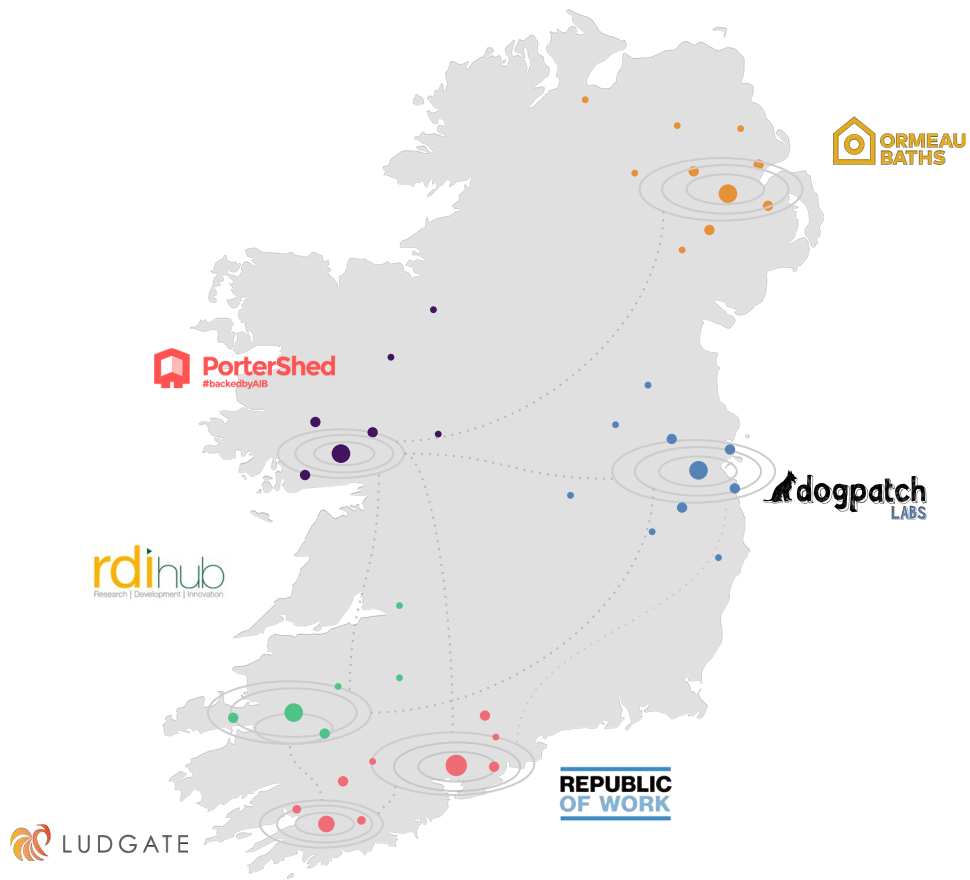 ORMEAU
BATHS
PorterShed
#backedbyAIB
dogpatch
LABS
rdihub
Research | Development | Innovation
REPUBLIC
OF WORK
LUDGATE